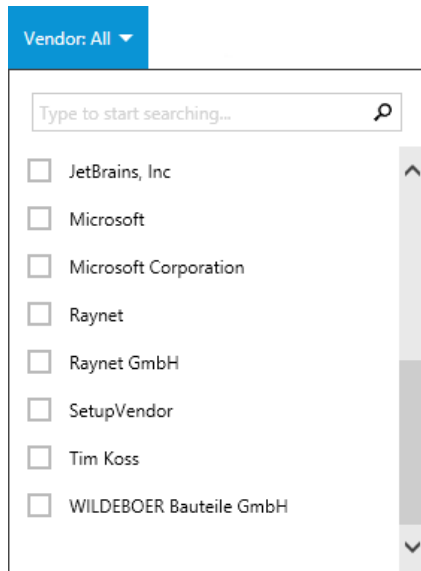 Vendor: All
Type to start searching...
JetBrains, Inc
Microsoft
Microsoft Corporation
Raynet
Raynet GmbH
SetupVendor
Tim Koss
WILDEBOER Bauteile GmbH